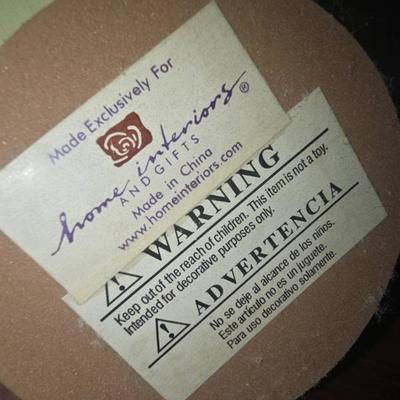 Made Exclusively For
home interiors®
AND GIFTS
Made in China
www.homeinteriors.com
WARNING
Keep out of the reach of children. This item is not a toy.
Intended for decorative purposes only.
ADVERTENCIA
No se deje al alcance de los niños.
Este articulo no es un juguete.
Para uso decorativo solamente.